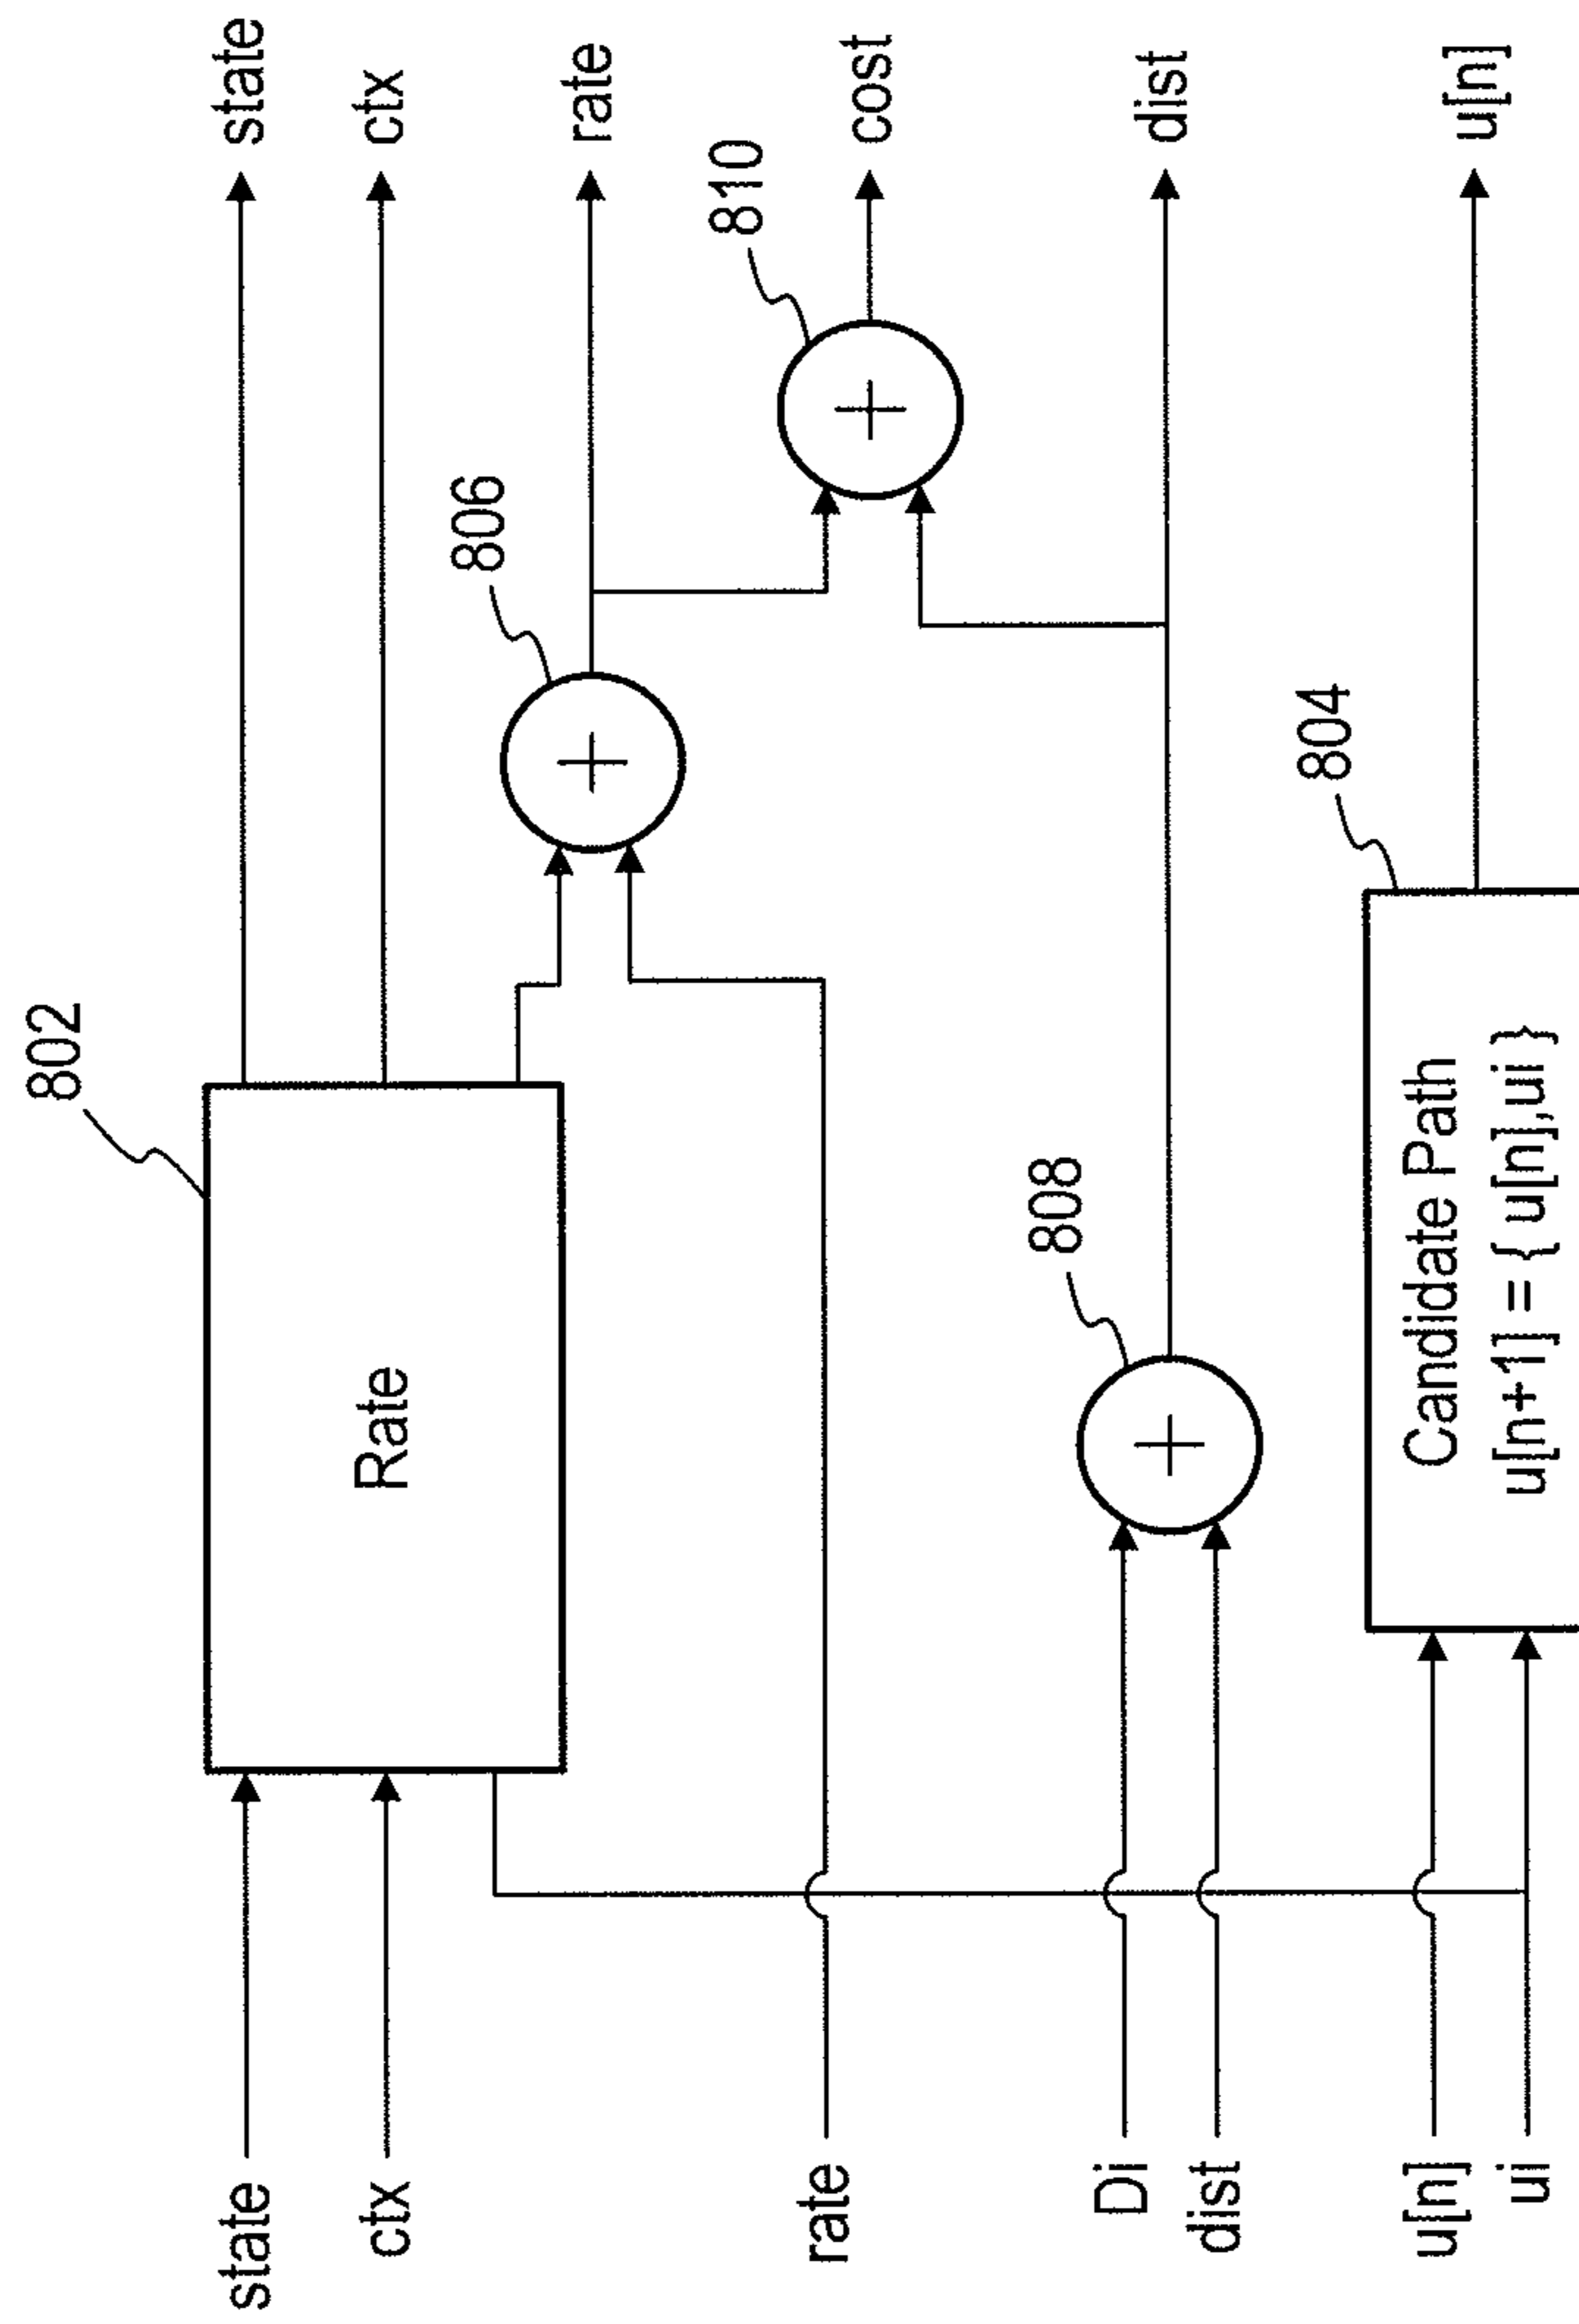 802
state
ctx
Rate
state
ctx
806
rate
rate
810
cost
808
Di
dist
dist
804
u[n]
ui
Candidate Path
u[n+1] = { u[n],ui }
u[n]